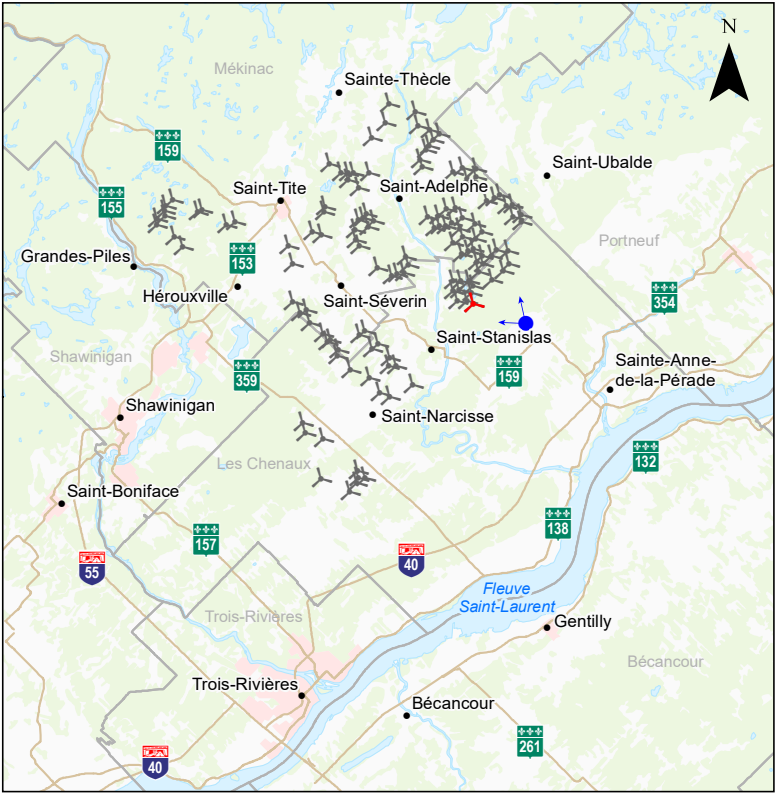 N
Mékinac
Sainte-Thècle
159
Saint-Ubalde
Saint-Tite
Saint-Adelphe
155
Portneuf
Grandes-Piles
153
Hérouxville
Saint-Séverin
354
Saint-Stanislas
Shawinigan
Sainte-Anne-
de-la-Pérade
359
159
Shawinigan
Saint-Narcisse
Les Chenaux
132
Saint-Boniface
138
157
55
40
Fleuve
Saint-Laurent
Trois-Rivières
Gentilly
Bécancour
Trois-Rivières
Bécancour
261
40